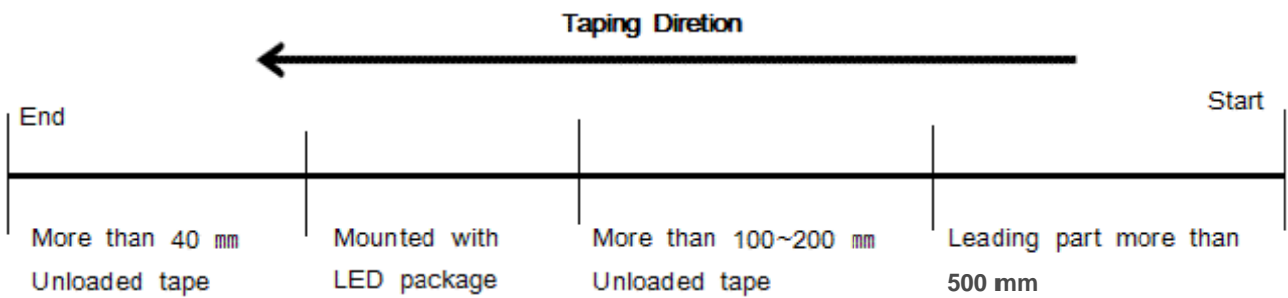 Taping Diretion
End
Start
More than 40 ㎜
Unloaded tape
Mounted with
LED package
More than 100~200 ㎜
Unloaded tape
Leading part more than
500 mm